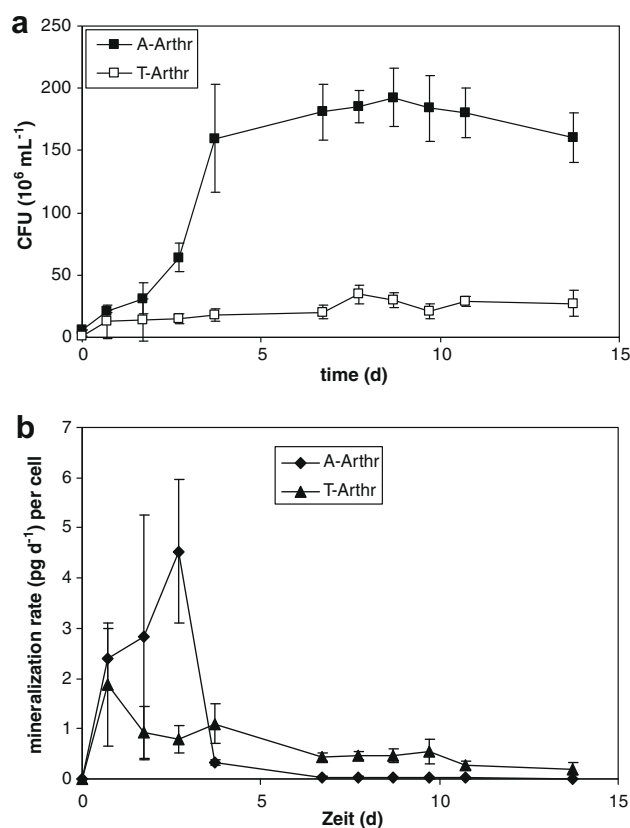 a
250
200
150
100
50
0
CFU (10⁶ mL⁻¹)
A-Arthr
T-Arthr
0 5 10 15
time (d)
b
7
6
5
4
3
2
1
0
mineralization rate (pg d⁻¹) per cell
A-Arthr
T-Arthr
0 5 10 15
Zeit (d)